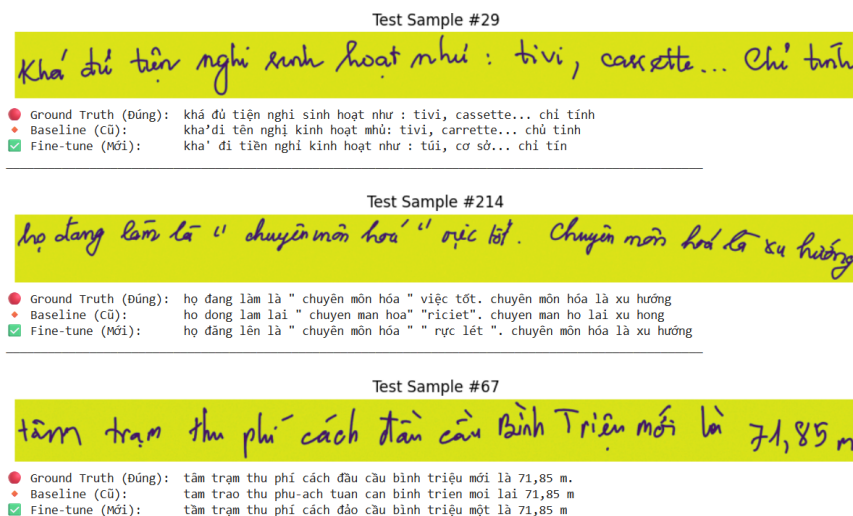 Test Sample #29
Khá đủ tiện nghi sinh hoạt như : tivi, cassette... Chỉ tính
Ground Truth (Đúng): khá đủ tiện nghi sinh hoạt như : tivi, cassette... chỉ tính
Baseline (Cũ): kha’di tên nghị kinh hoạt mhủ: tivi, carrette... chủ tinh
Fine-tune (Mới): kha' đi tiền nghỉ kinh hoạt như : túi, cơ sở... chỉ tín
Test Sample #214
họ đang làm là " chuyên môn hoá " việc tốt. Chuyên môn hoá là xu hướng
Ground Truth (Đúng): họ đang làm là " chuyên môn hóa " việc tốt. chuyên môn hóa là xu hướng
Baseline (Cũ): ho dong lam lai " chuyen man hoa" "riciet". chuyen man ho lai xu hong
Fine-tune (Mới): họ đăng lên là " chuyên môn hóa " " rực lét ". chuyên môn hóa là xu hướng
Test Sample #67
tâm trạm thu phí cách đầu cầu Bình Triệu mới là 71,85 m
Ground Truth (Đúng): tâm trạm thu phí cách đầu cầu bình triệu mới là 71,85 m.
Baseline (Cũ): tam trao thu phu-ach tuan can binh trien moi lai 71,85 m
Fine-tune (Mới): tầm trạm thu phí cách đảo cầu bình triệu một là 71,85 m